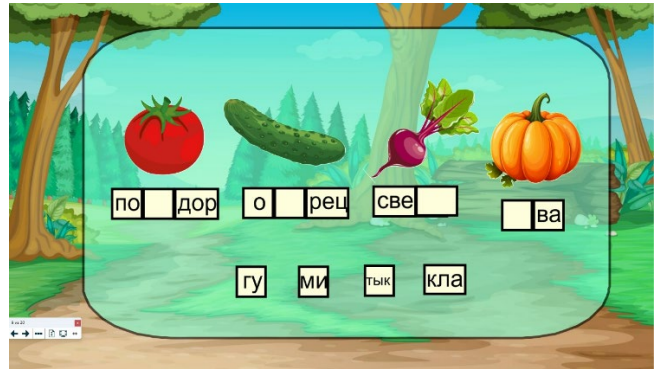 по дор о рец све ва
гу ми тык кла